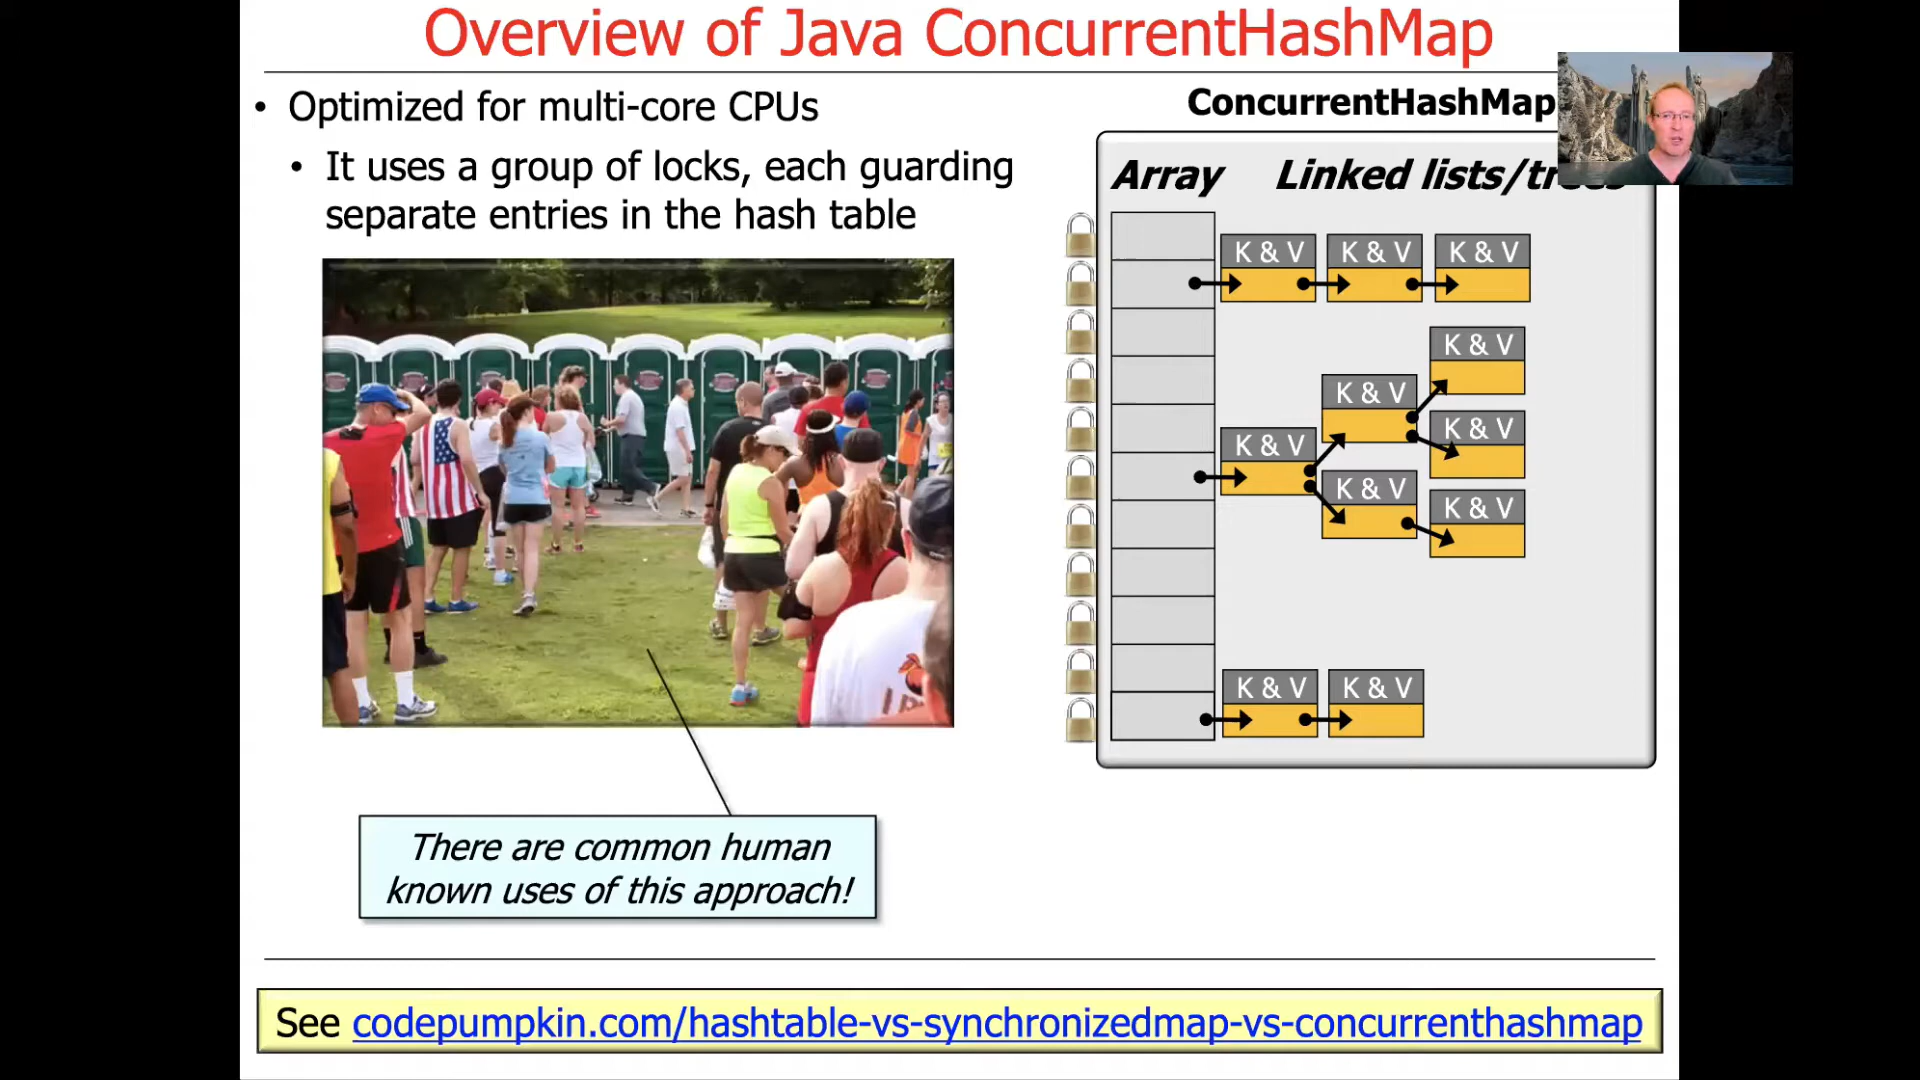 Overview of Java ConcurrentHashMap
• Optimized for multi-core CPUs
• It uses a group of locks, each guarding
separate entries in the hash table
There are common human
known uses of this approach!
ConcurrentHashMap
Array Linked lists/trees
K & V K & V K & V
K & V
K & V
K & V
K & V
K & V
K & V
K & V K & V
See codepumpkin.com/hashtable-vs-synchronizedmap-vs-concurrenthashmap